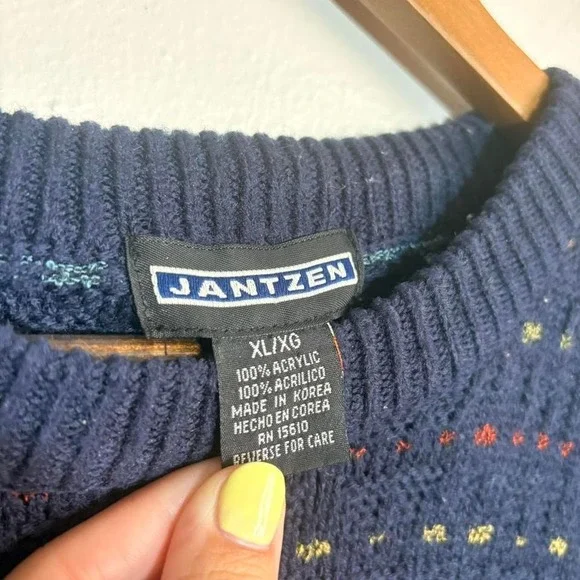 JANTZEN
XL/XG
100% ACRYLIC
100% ACRILICO
MADE IN KOREA
HECHO EN COREA
RN 15610
REVERSE FOR CARE